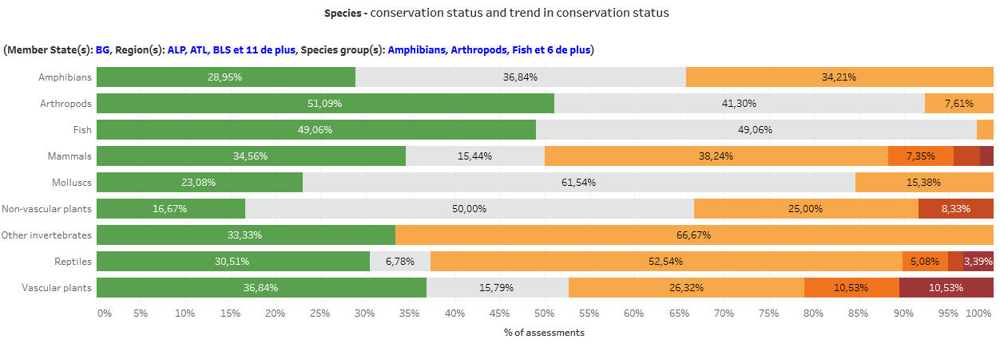 Species - conservation status and trend in conservation status
(Member State(s): BG, Region(s): ALP, ATL, BLS et 11 de plus, Species group(s): Amphibians, Arthropods, Fish et 6 de plus)
Amphibians 28,95% 36,84% 34,21%
Arthropods 51,09% 41,30% 7,61%
Fish 49,06% 49,06%
Mammals 34,56% 15,44% 38,24% 7,35%
Molluscs 23,08% 61,54% 15,38%
Non-vascular plants 16,67% 50,00% 25,00% 8,33%
Other invertebrates 33,33% 66,67%
Reptiles 30,51% 6,78% 52,54% 5,08% 3,39%
Vascular plants 36,84% 15,79% 26,32% 10,53% 10,53%
0% 5% 10% 15% 20% 25% 30% 35% 40% 45% 50% 55% 60% 65% 70% 75% 80% 85% 90% 95% 100%
% of assessments